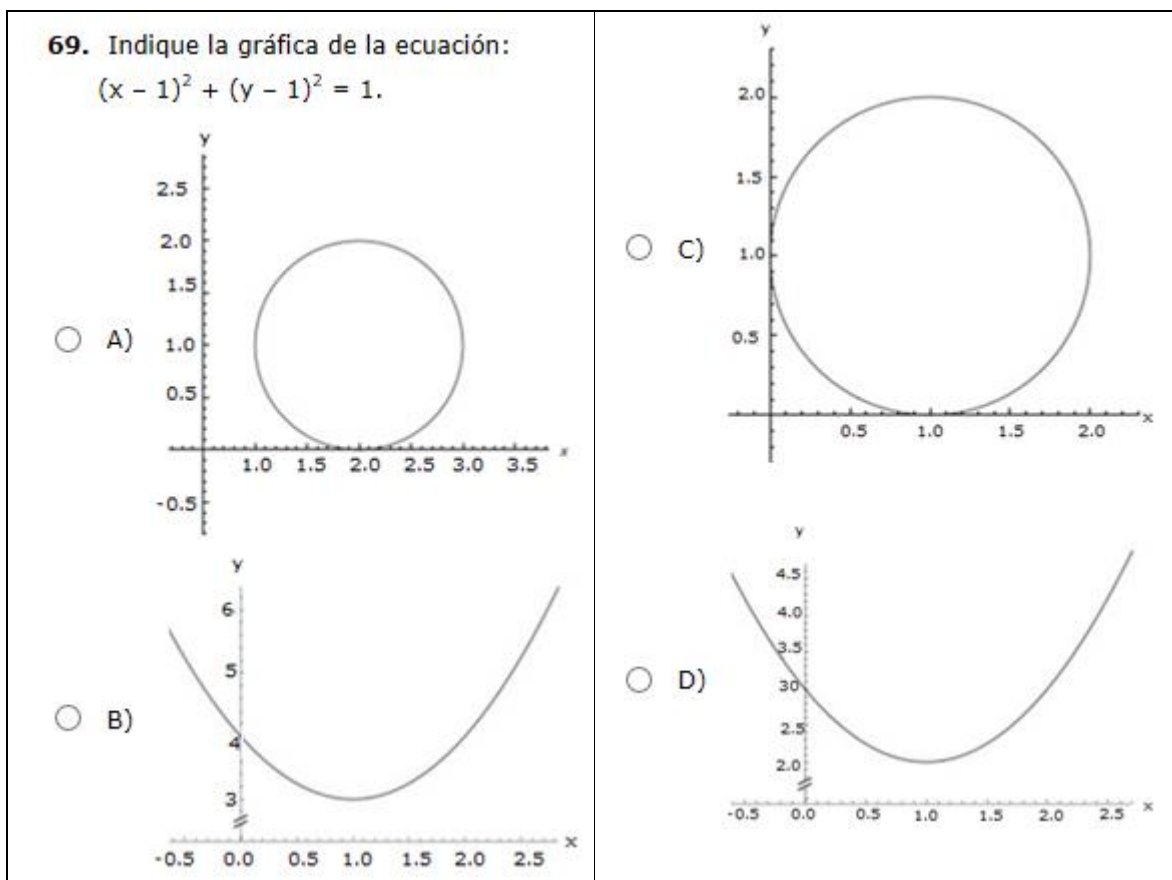 69. Indique la gráfica de la ecuación:
(x – 1)² + (y – 1)² = 1.
A)
y
2.5
2.0
1.5
1.0
0.5
-0.5
1.0 1.5 2.0 2.5 3.0 3.5 x
B)
y
6
5
4
3
-0.5 0.0 0.5 1.0 1.5 2.0 2.5 x
C)
y
2.0
1.5
1.0
0.5
0.5 1.0 1.5 2.0 x
D)
y
4.5
4.0
3.5
30
2.5
2.0
-0.5 0.0 0.5 1.0 1.5 2.0 2.5 x